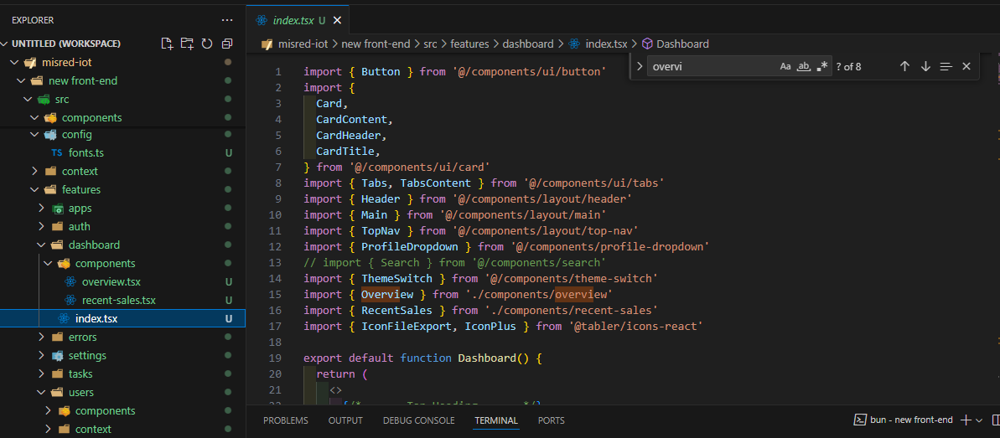 EXPLORER
UNTITLED (WORKSPACE)
misred-iot
new front-end
src
components
config
TS fonts.ts U
context
features
apps
auth
dashboard
components
overview.tsx U
recent-sales.tsx U
index.tsx U
errors
settings
tasks
users
components
context
index.tsx U
misred-iot > new front-end > src > features > dashboard > index.tsx > Dashboard
overvi Aa ab ? of 8
1 import { Button } from '@/components/ui/button'
2 import {
3 Card,
4 CardContent,
5 CardHeader,
6 CardTitle,
7 } from '@/components/ui/card'
8 import { Tabs, TabsContent } from '@/components/ui/tabs'
9 import { Header } from '@/components/layout/header'
10 import { Main } from '@/components/layout/main'
11 import { TopNav } from '@/components/layout/top-nav'
12 import { ProfileDropdown } from '@/components/profile-dropdown'
13 // import { Search } from '@/components/search'
14 import { ThemeSwitch } from '@/components/theme-switch'
15 import { Overview } from './components/overview'
16 import { RecentSales } from './components/recent-sales'
17 import { IconFileExport, IconPlus } from '@tabler/icons-react'
18
19 export default function Dashboard() {
20 return (
21 <>
PROBLEMS OUTPUT DEBUG CONSOLE TERMINAL PORTS bun - new front-end